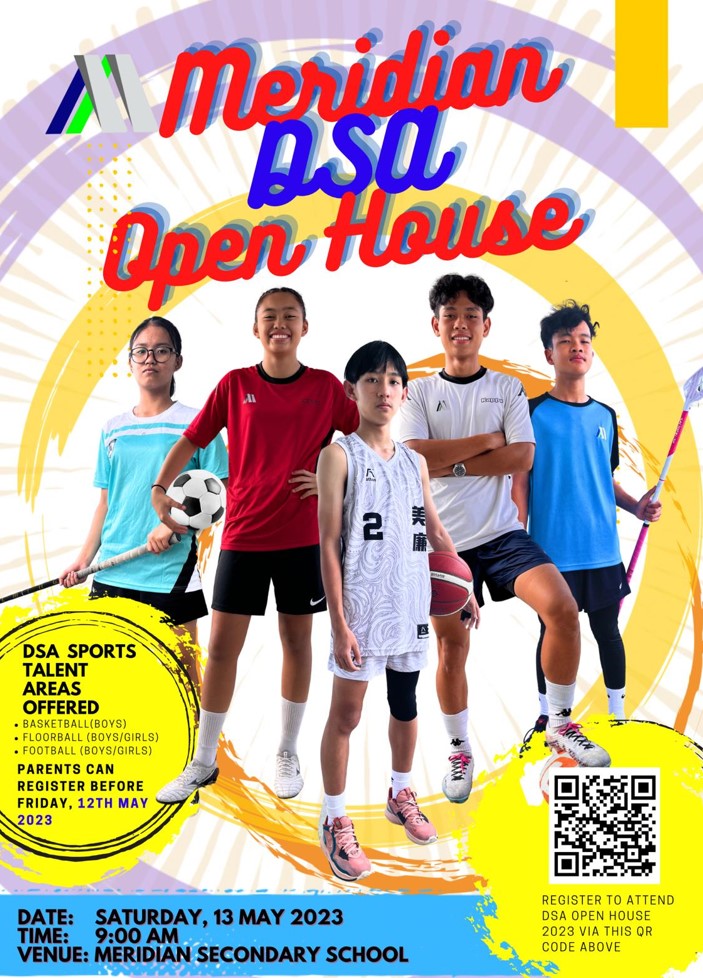 Meridian
DSA
Open House
2
美
廉
DSA SPORTS
TALENT
AREAS
OFFERED
• BASKETBALL(BOYS)
• FLOORBALL (BOYS/GIRLS)
• FOOTBALL (BOYS/GIRLS)
PARENTS CAN
REGISTER BEFORE
FRIDAY, 12TH MAY
2023
REGISTER TO ATTEND
DSA OPEN HOUSE
2023 VIA THIS QR
CODE ABOVE
DATE: SATURDAY, 13 MAY 2023
TIME: 9:00 AM
VENUE: MERIDIAN SECONDARY SCHOOL